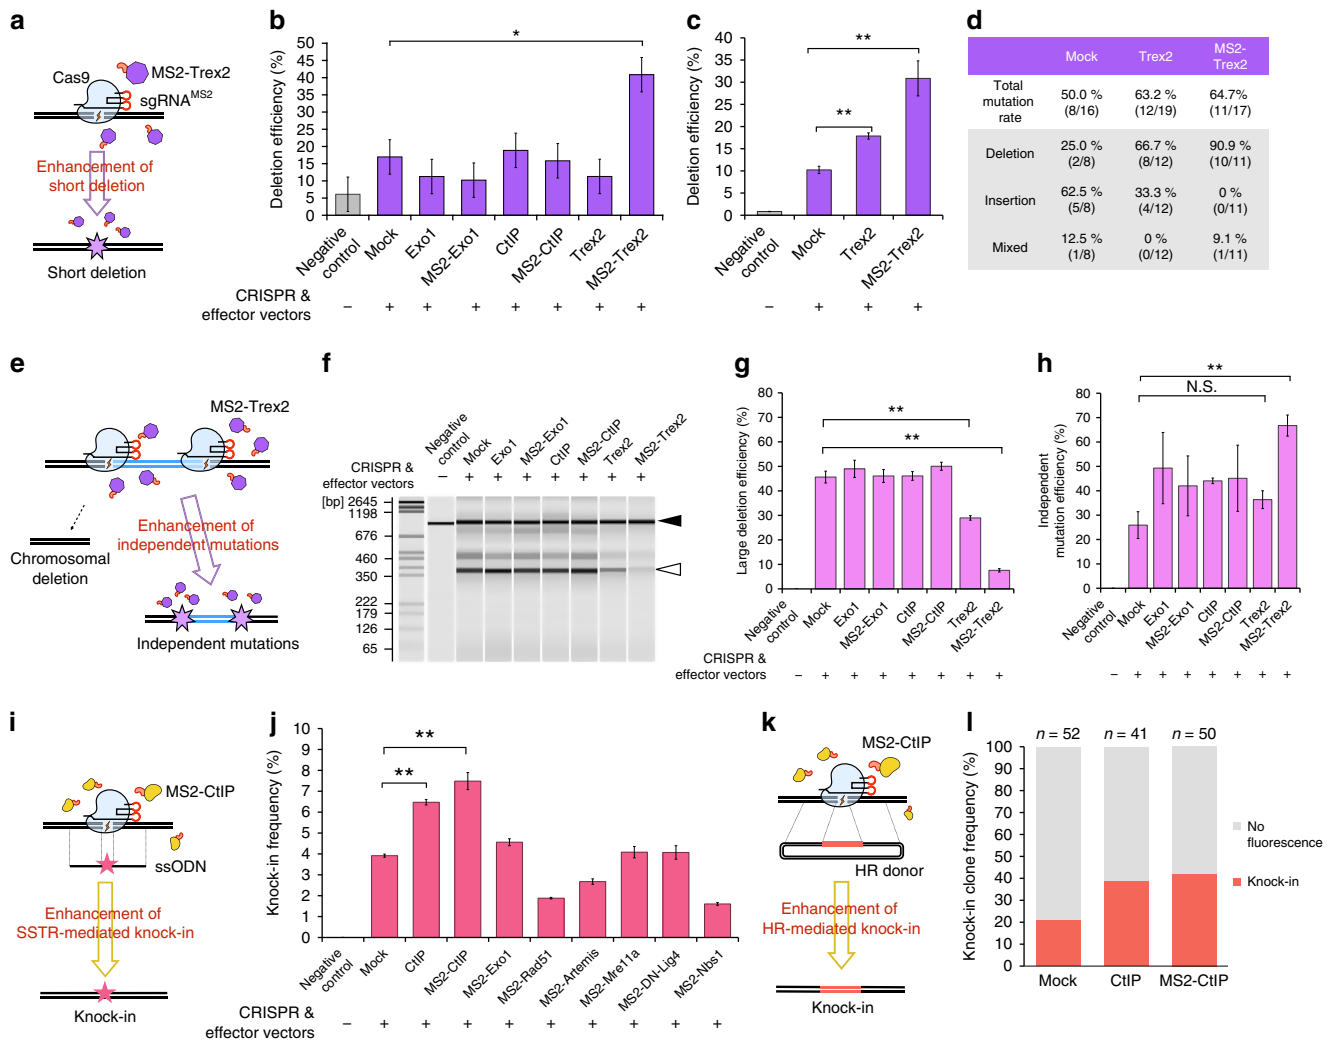 a
Cas9
MS2-Trex2
sgRNA^MS2
Enhancement of
short deletion
Short deletion
b
Deletion efficiency (%)
50
45
40
35
30
25
20
15
10
5
0
*
Negative
control
Mock
Exo1
MS2-Exo1
CtIP
MS2-CtIP
Trex2
MS2-Trex2
CRISPR &
effector vectors
– + + + + + + +
c
Deletion efficiency (%)
40
35
30
25
20
15
10
5
0
**
**
Negative
control
Mock
Trex2
MS2-Trex2
– + + +
d
Mock Trex2 MS2-
Trex2
Total
mutation
rate
50.0 % 63.2 % 64.7%
(8/16) (12/19) (11/17)
Deletion
25.0 % 66.7 % 90.9 %
(2/8) (8/12) (10/11)
Insertion
62.5 % 33.3 % 0 %
(5/8) (4/12) (0/11)
Mixed
12.5 % 0 % 9.1 %
(1/8) (0/12) (1/11)
e
MS2-Trex2
Enhancement of
independent mutations
Chromosomal
deletion
Independent mutations
f
Negative
control
Mock
Exo1
MS2-Exo1
CtIP
MS2-CtIP
Trex2
MS2-Trex2
CRISPR &
effector vectors
– + + + + + + +
[bp] 2645
1198
676
460
350
222
179
126
65
g
Large deletion efficiency (%)
80
70
60
50
40
30
20
10
0
**
**
Negative
control
Mock
Exo1
MS2-Exo1
CtIP
MS2-CtIP
Trex2
MS2-Trex2
CRISPR &
effector vectors
– + + + + + + +
h
Independent
mutation efficiency (%)
80
70
60
50
40
30
20
10
0
**
N.S.
Negative
control
Mock
Exo1
MS2-Exo1
CtIP
MS2-CtIP
Trex2
MS2-Trex2
– + + + + + + +
i
MS2-CtIP
ssODN
Enhancement of
SSTR-mediated knock-in
Knock-in
j
Knock-in frequency (%)
10
9
8
7
6
5
4
3
2
1
0
**
**
Negative
control
Mock
CtIP
MS2-CtIP
MS2-Exo1
MS2-Rad51
MS2-Artemis
MS2-Mre11a
MS2-DN-Lig4
MS2-Nbs1
CRISPR &
effector vectors
– + + + + + + + + +
k
MS2-CtIP
HR donor
Enhancement of
HR-mediated knock-in
Knock-in
l
n = 52 n = 41 n = 50
Knock-in clone frequency (%)
100
90
80
70
60
50
40
30
20
10
0
Mock CtIP MS2-CtIP
No
fluorescence
Knock-in